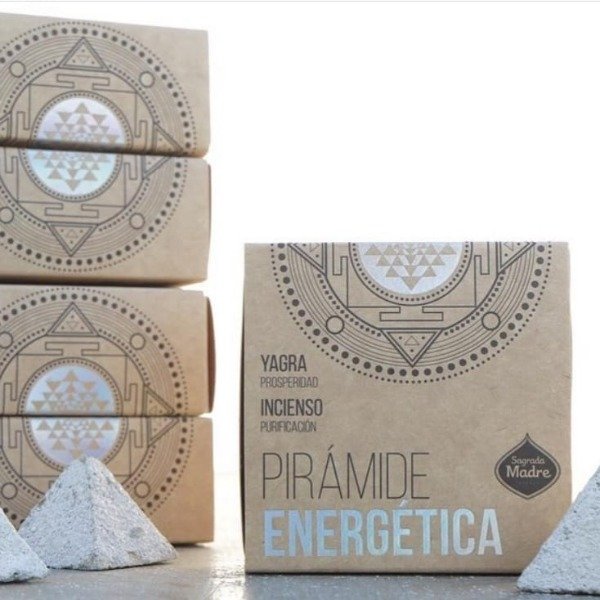 YAGRA
PROSPERIDAD
INCIENSO
PURIFICACIÓN
PIRÁMIDE
ENERGÉTICA
Sagrada
Madre